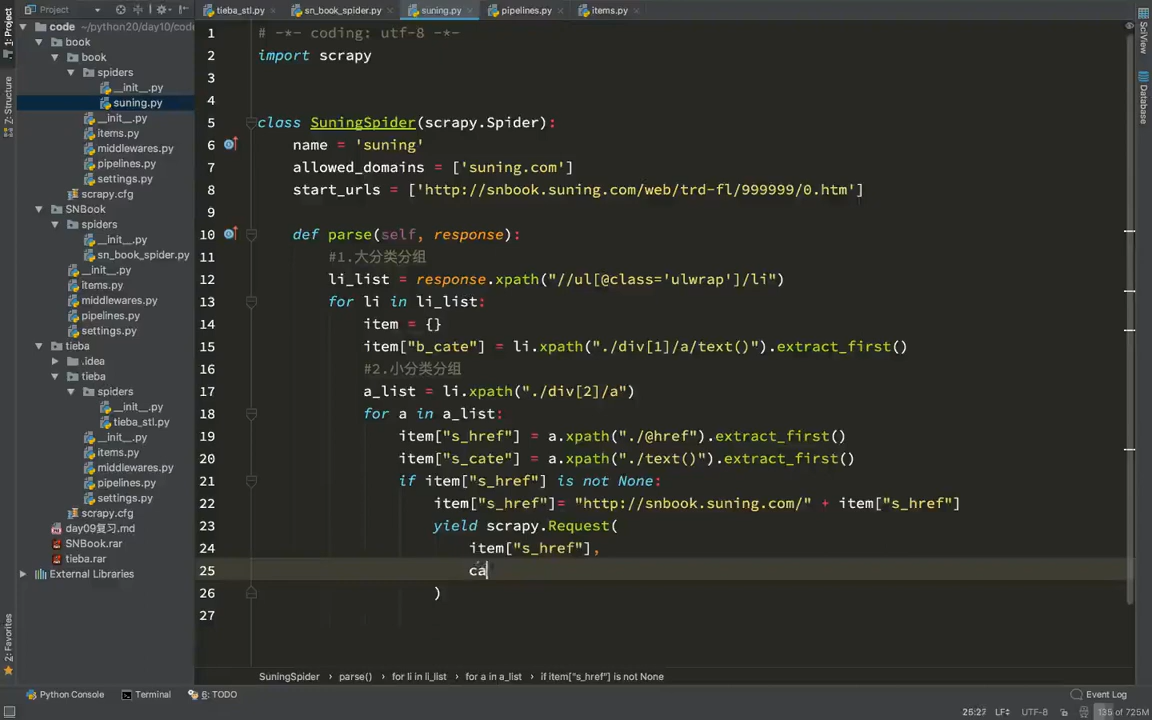 Project
tieba_stl.py
sn_book_spider.py
suning.py
pipelines.py
items.py
1: Project
Z: Structure
2: Favorites
SciView
Database
code ~/python20/day10/code
book
book
spiders
__init__.py
suning.py
__init__.py
items.py
middlewares.py
pipelines.py
settings.py
scrapy.cfg
SNBook
spiders
__init__.py
sn_book_spider.py
__init__.py
items.py
middlewares.py
pipelines.py
settings.py
tieba
.idea
tieba
spiders
__init__.py
tieba_stl.py
__init__.py
items.py
middlewares.py
pipelines.py
settings.py
scrapy.cfg
day09复习.md
SNBook.rar
tieba.rar
External Libraries
1 # -*- coding: utf-8 -*-
2 import scrapy
3
4
5 class SuningSpider(scrapy.Spider):
6 name = 'suning'
7 allowed_domains = ['suning.com']
8 start_urls = ['http://snbook.suning.com/web/trd-fl/999999/0.htm']
9
10 def parse(self, response):
11 #1.大分类分组
12 li_list = response.xpath("//ul[@class='ulwrap']/li")
13 for li in li_list:
14 item = {}
15 item["b_cate"] = li.xpath("./div[1]/a/text()").extract_first()
16 #2.小分类分组
17 a_list = li.xpath("./div[2]/a")
18 for a in a_list:
19 item["s_href"] = a.xpath("./@href").extract_first()
20 item["s_cate"] = a.xpath("./text()").extract_first()
21 if item["s_href"] is not None:
22 item["s_href"]= "http://snbook.suning.com/" + item["s_href"]
23 yield scrapy.Request(
24 item["s_href"],
25 ca
26 )
27
SuningSpider parse() for li in li_list for a in a_list if item["s_href"] is not None
Python Console
Terminal
6: TODO
Event Log
25:27 LF UTF-8 135 of 725M